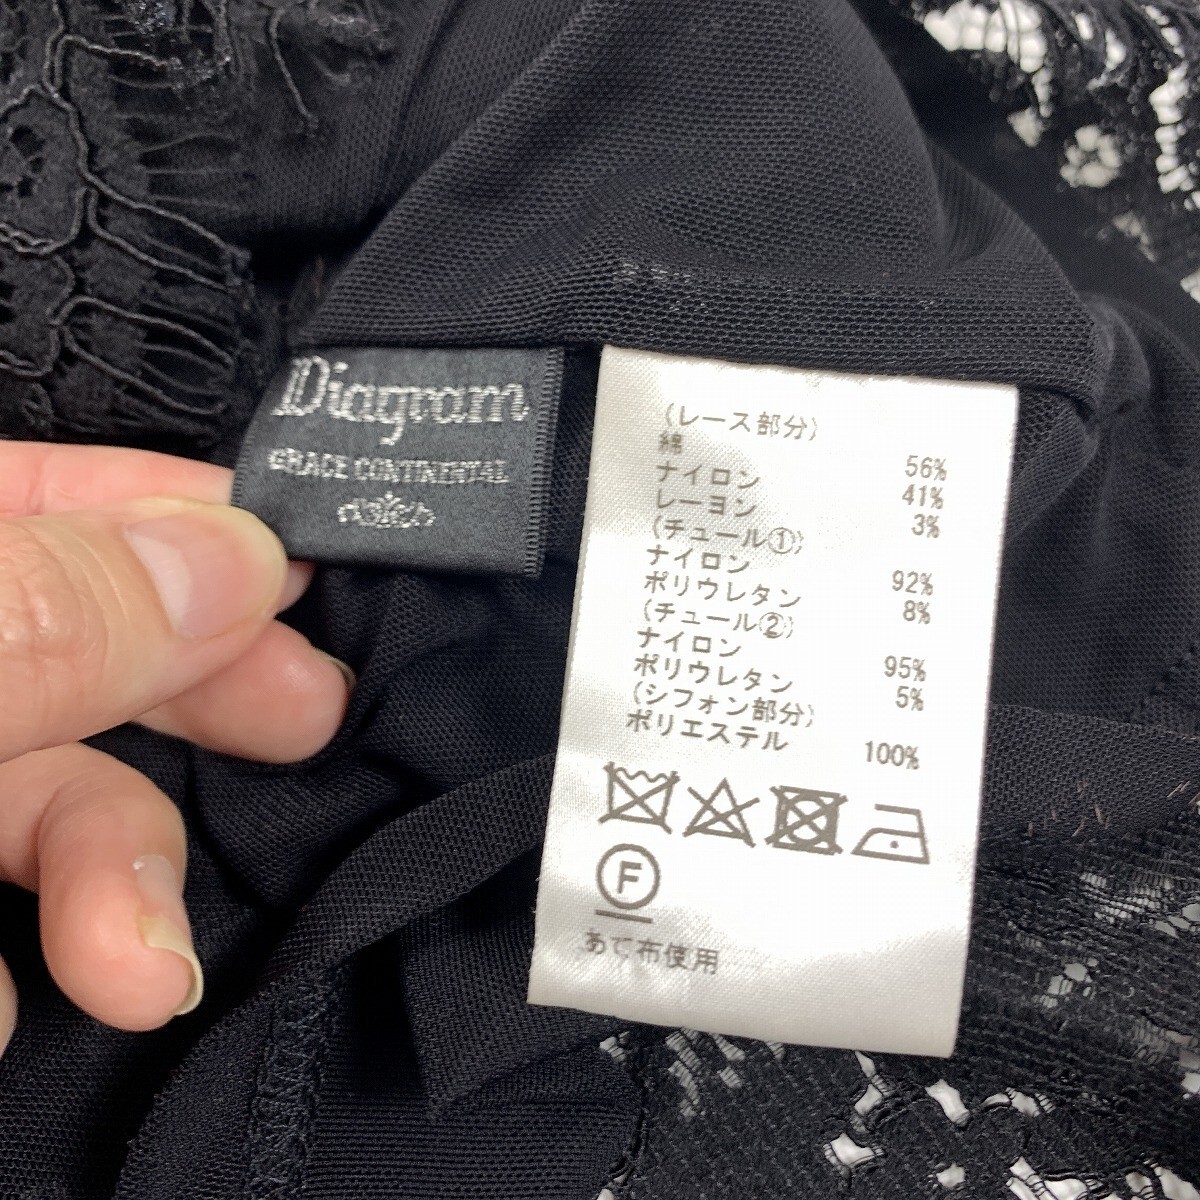 Diagram
GRACE CONTINENTAL
(レース部分)
綿 56%
ナイロン 41%
レーヨン 3%
(チュール①)
ナイロン 92%
ポリウレタン 8%
(チュール②)
ナイロン 95%
ポリウレタン 5%
(シフォン部分)
ポリエステル 100%
F
あて布使用